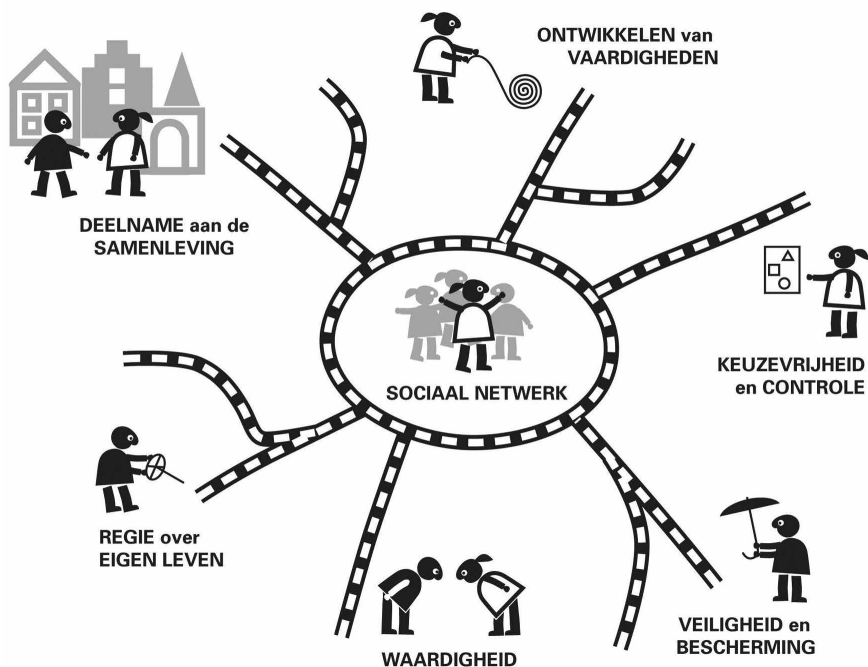 ONTWIKKELEN van
VAARDIGHEDEN
DEELNAME aan de
SAMENLEVING
KEUZEVRIJHEID
en CONTROLE
SOCIAAL NETWERK
REGIE over
EIGEN LEVEN
VEILIGHEID en
BESCHERMING
WAARDIGHEID